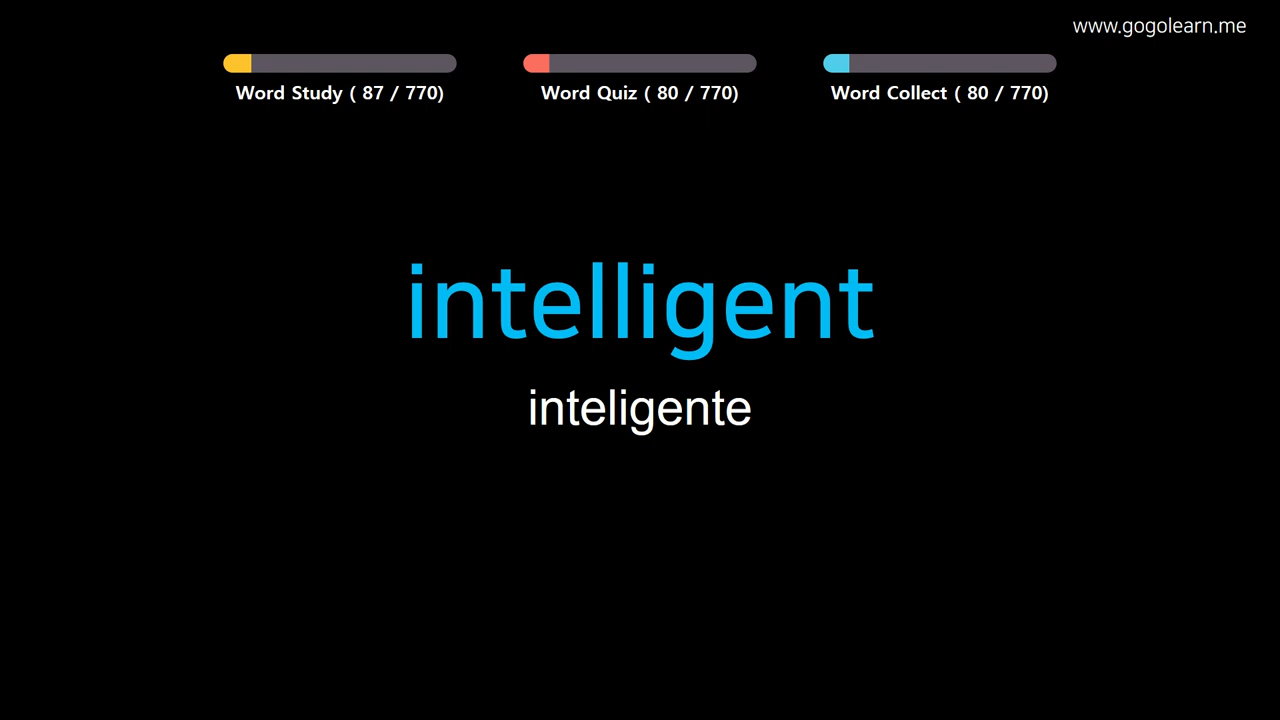 www.gogolearn.me
Word Study ( 87 / 770)
Word Quiz ( 80 / 770)
Word Collect ( 80 / 770)
intelligent
inteligente